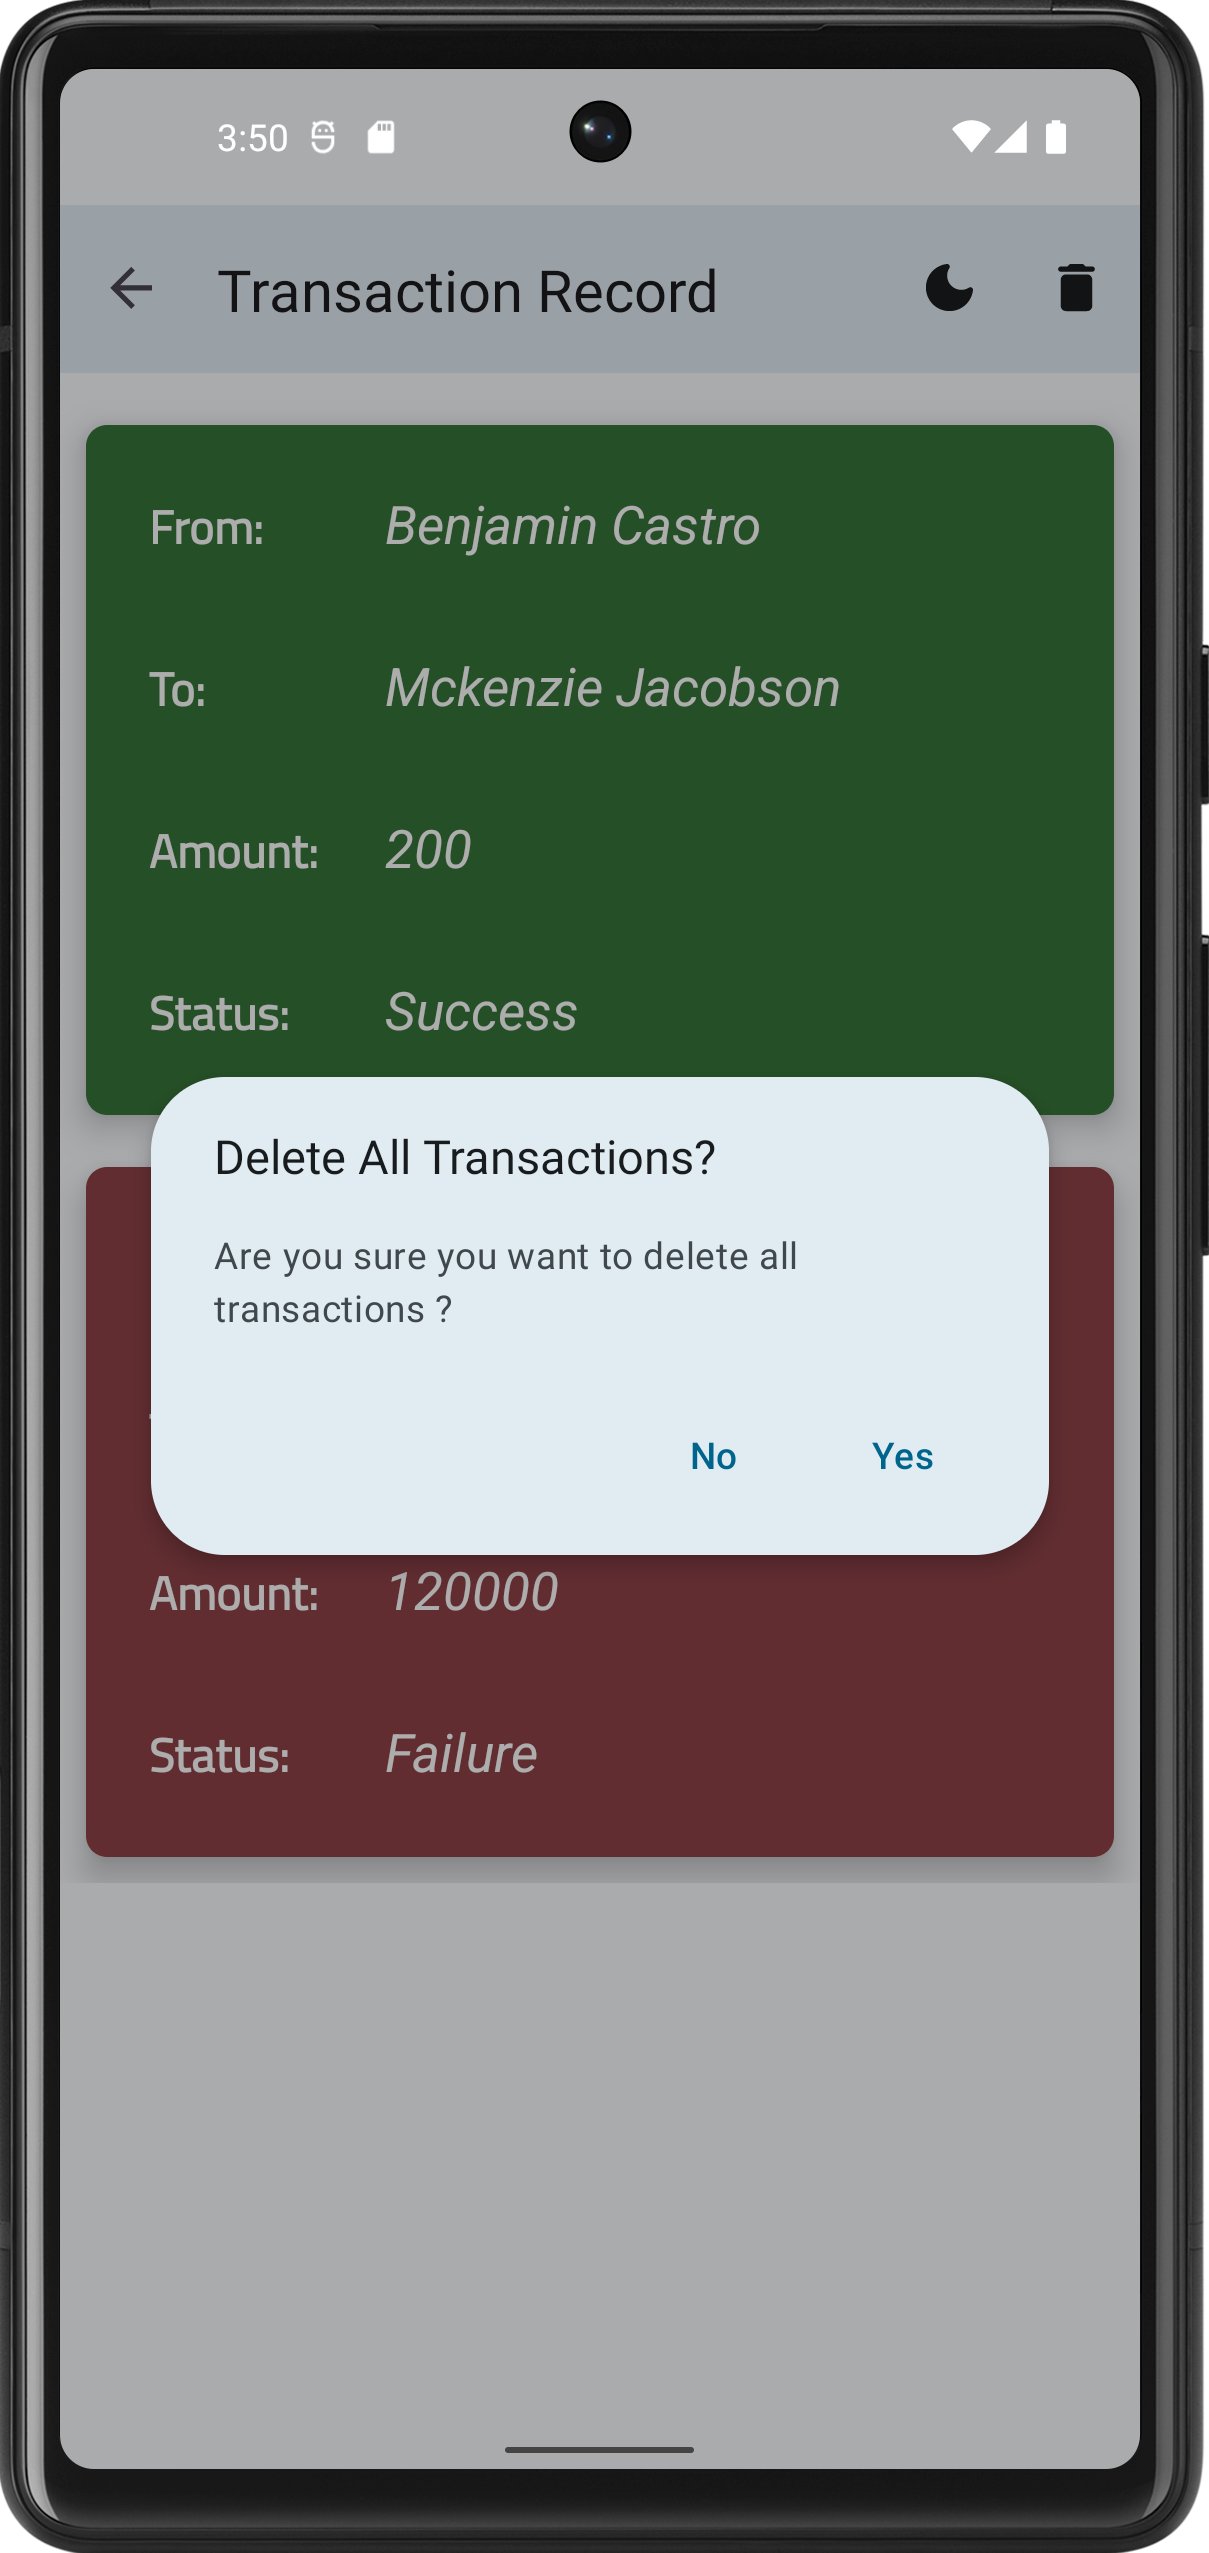 3:50
Transaction Record
From: Benjamin Castro
To: Mckenzie Jacobson
Amount: 200
Status: Success
Delete All Transactions?
Are you sure you want to delete all
transactions ?
No Yes
Amount: 120000
Status: Failure